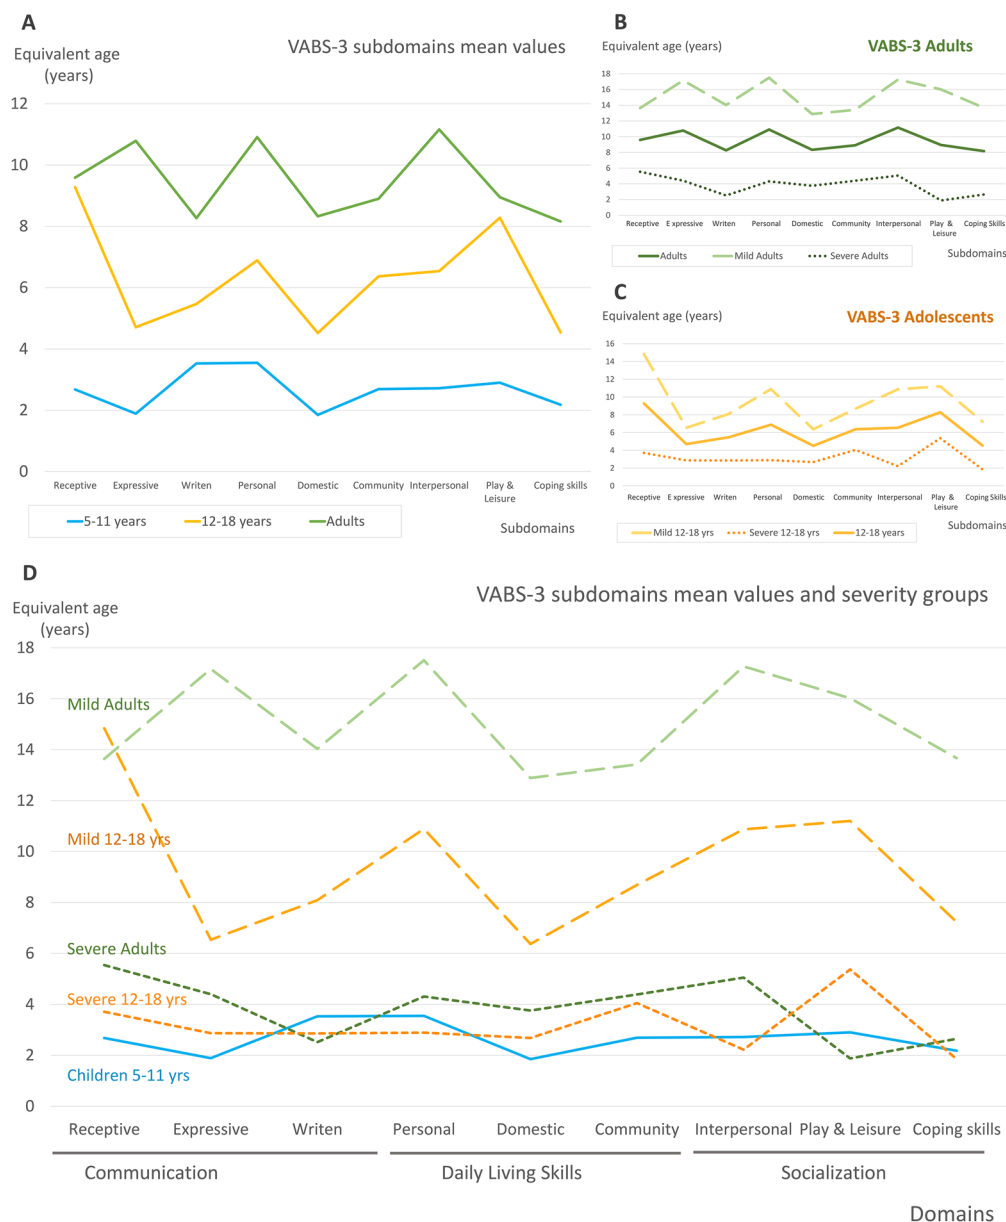 A
VABS-3 subdomains mean values
Equivalent age
(years)
12
10
8
6
4
2
0
Receptive Expressive Writen Personal Domestic Community Interpersonal Play & Leisure Coping skills
5-11 years 12-18 years Adults
Subdomains
B
Equivalent age (years)
VABS-3 Adults
18
16
14
12
10
8
6
4
2
0
Receptive E xpressive Writen Personal Domestic Community Interpersonal Play & Leisure Coping Skills
Adults Mild Adults Severe Adults
Subdomains
C
Equivalent age (years)
VABS-3 Adolescents
16
14
12
10
8
6
4
2
0
Receptive E xpressive Writen Personal Domestic Community Interpersonal Play & Leisure Coping Skills
Mild 12-18 yrs Severe 12-18 yrs 12-18 years
Subdomains
D
VABS-3 subdomains mean values and severity groups
Equivalent age
(years)
18
16
14
12
10
8
6
4
2
0
Mild Adults
Mild 12-18 yrs
Severe Adults
Severe 12-18 yrs
Children 5-11 yrs
Receptive Expressive Writen Personal Domestic Community Interpersonal Play & Leisure Coping skills
Communication Daily Living Skills Socialization
Domains